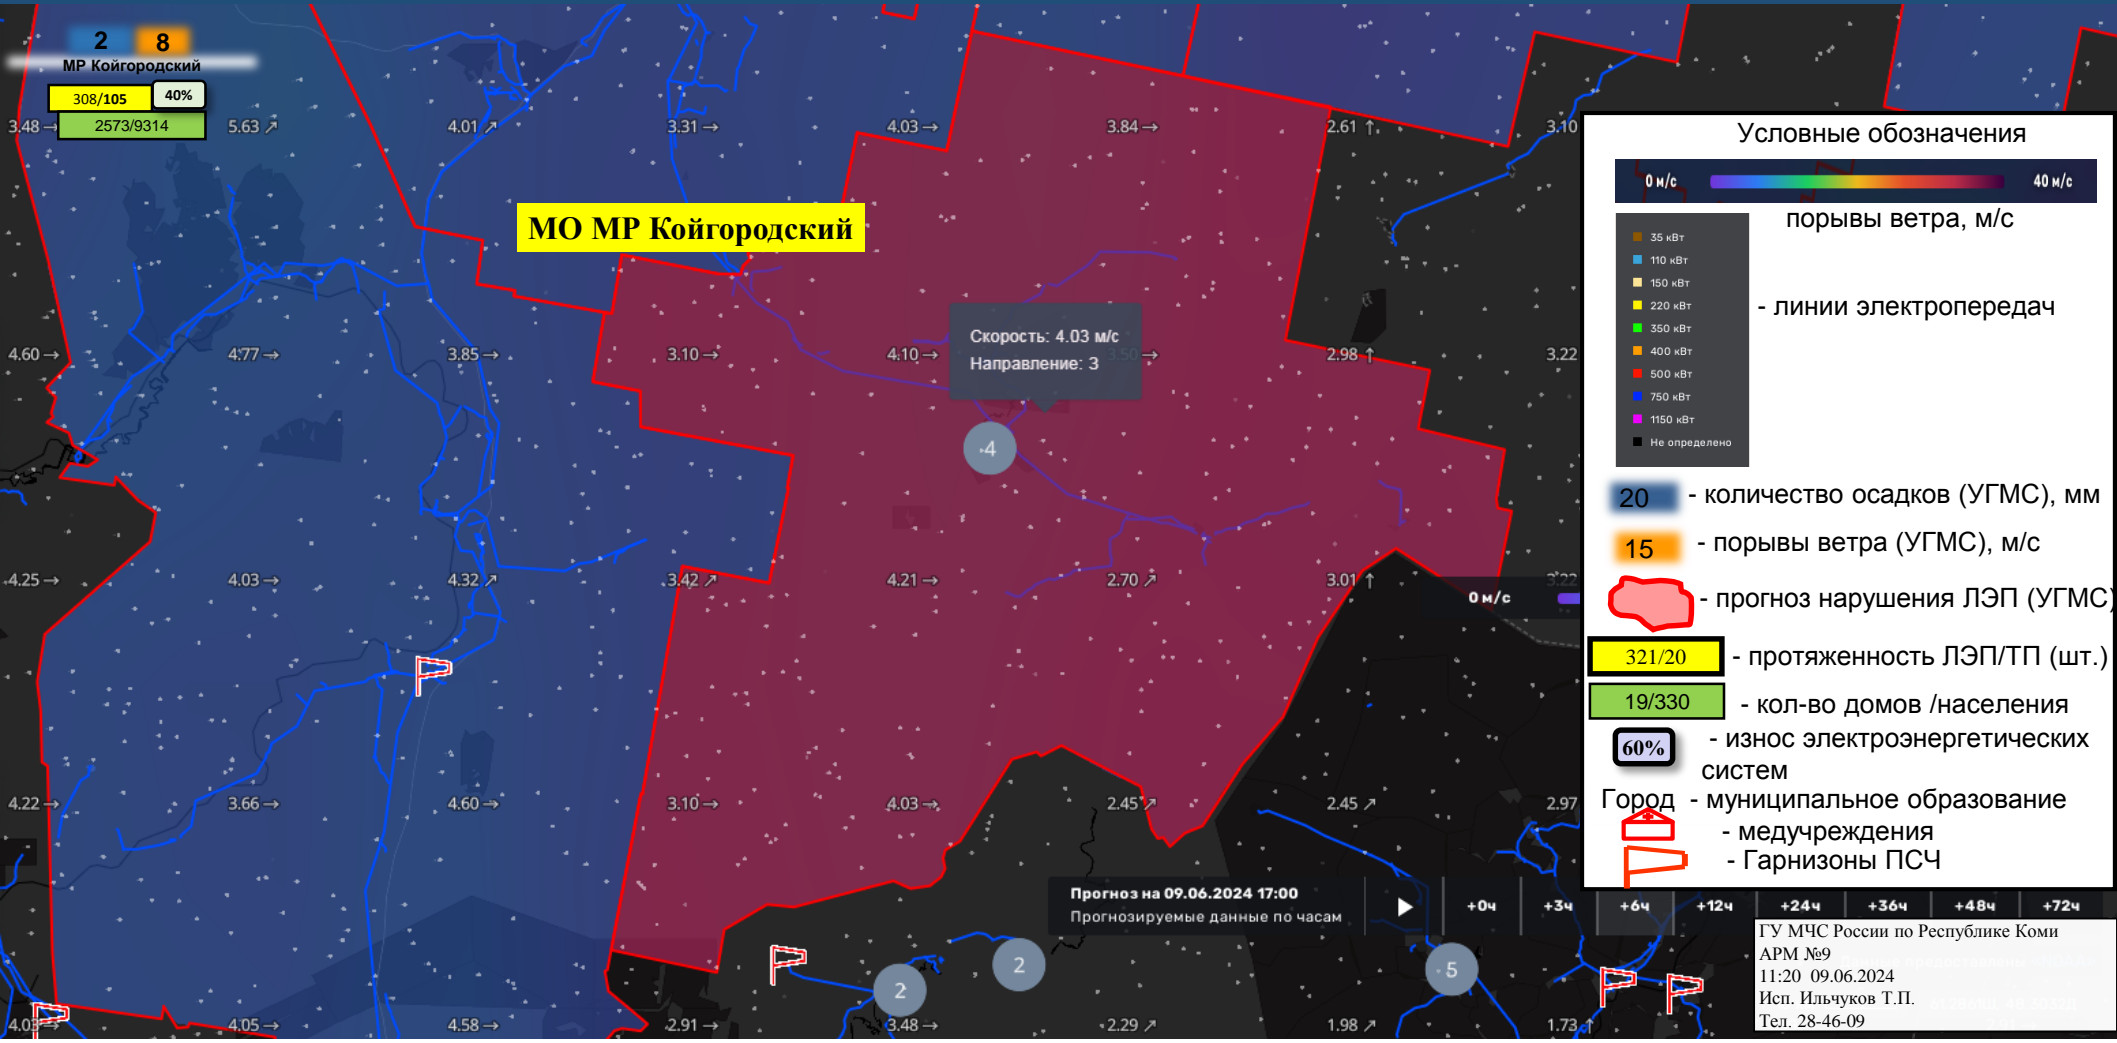 2 8
МР Койгородский
308/105 40%
2573/9314
3.48→ 5.63↗ 4.01↗ 3.31→ 4.03→ 3.84→ 2.61↑ 3.10
МО МР Койгородский
Скорость: 4.03 м/с
Направление: З
4.60→ 4.77→ 3.85→ 3.10→ 4.10→ 3.50→ 2.98↑ 3.22
4
4.25→ 4.03→ 4.32↗ 3.42↗ 4.21→ 2.70↗ 3.01↑ 3.22
0 м/с
4.22→ 3.66→ 4.60→ 3.10→ 4.03→ 2.45↗ 2.45↗ 2.97
Прогноз на 09.06.2024 17:00
Прогнозируемые данные по часам
+0ч +3ч +6ч +12ч +24ч +36ч +48ч +72ч
2
2
5
4.03→ 4.05→ 4.58→ 2.91→ 3.48→ 2.29↗ 1.98↗ 1.73↑
Условные обозначения
0 м/с 40 м/с
порывы ветра, м/с
35 кВт
110 кВт
150 кВт
220 кВт
350 кВт
400 кВт
500 кВт
750 кВт
1150 кВт
Не определено
- линии электропередач
20 - количество осадков (УГМС), мм
15 - порывы ветра (УГМС), м/с
- прогноз нарушения ЛЭП (УГМС)
321/20 - протяженность ЛЭП/ТП (шт.)
19/330 - кол-во домов /населения
60% - износ электроэнергетических
систем
Город - муниципальное образование
- медучреждения
- Гарнизоны ПСЧ
ГУ МЧС России по Республике Коми
АРМ №9
11:20 09.06.2024
Исп. Ильчуков Т.П.
Тел. 28-46-09